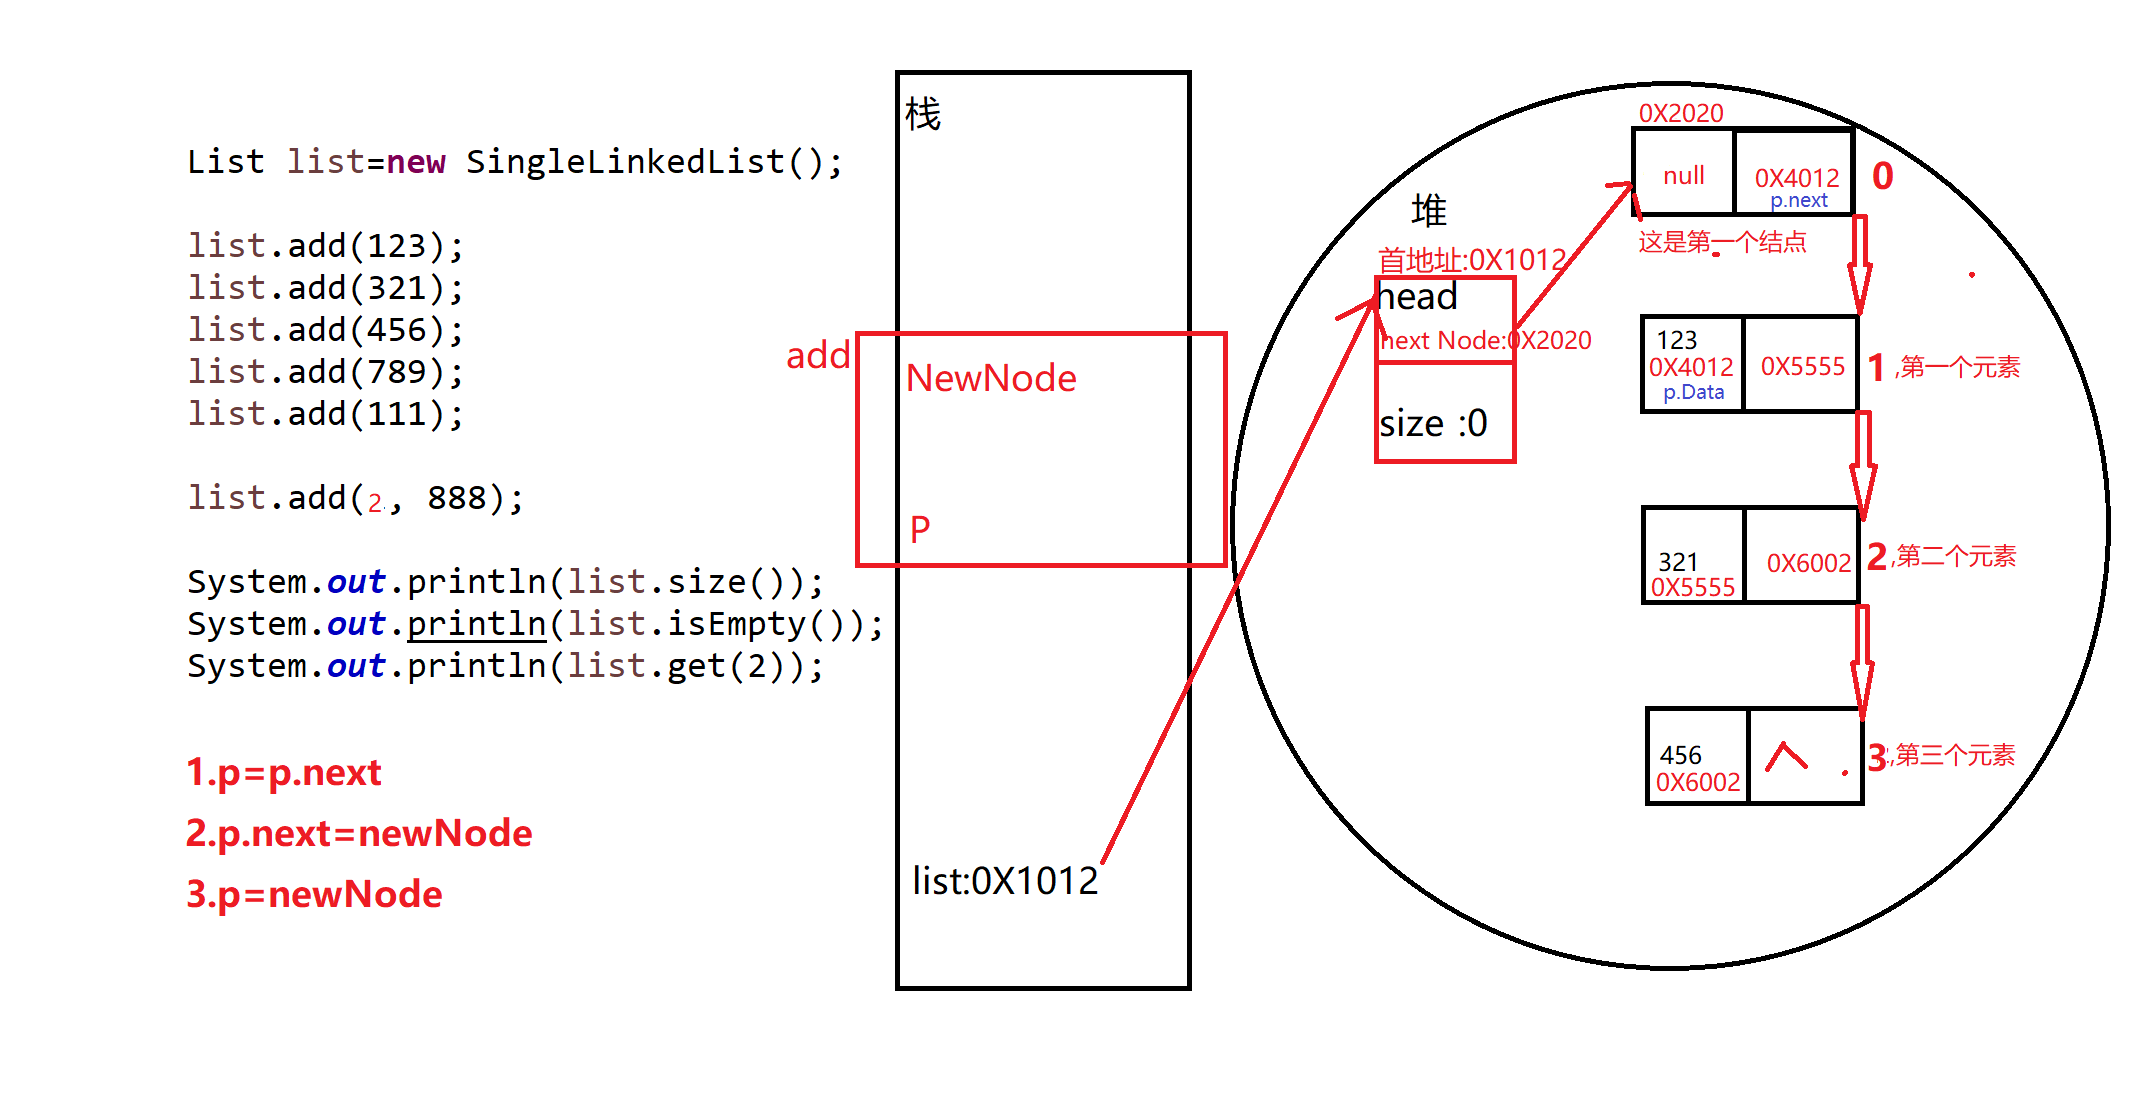 List list=new SingleLinkedList();
list.add(123);
list.add(321);
list.add(456);
list.add(789);
list.add(111);
list.add(2, 888);
System.out.println(list.size());
System.out.println(list.isEmpty());
System.out.println(list.get(2));
1.p=p.next
2.p.next=newNode
3.p=newNode
栈
add
NewNode
P
list:0X1012
堆
首地址:0X1012
head
next Node:0X2020
size :0
0X2020
null
0X4012
p.next
0
这是第一个结点
123
0X4012
p.Data
0X5555
1,第一个元素
321
0X5555
0X6002
2,第二个元素
456
0X6002
3,第三个元素